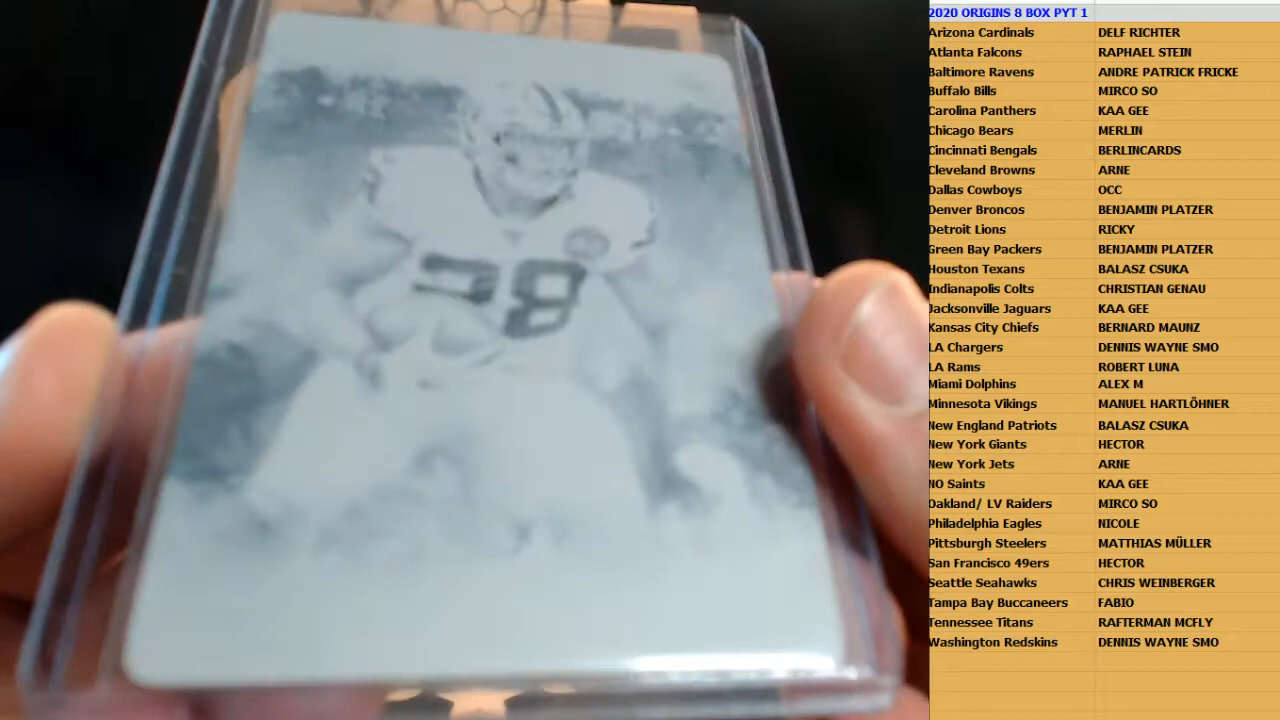 2020 ORIGINS 8 BOX PYT 1
Arizona Cardinals DELF RICHTER
Atlanta Falcons RAPHAEL STEIN
Baltimore Ravens ANDRE PATRICK FRICKE
Buffalo Bills MIRCO SO
Carolina Panthers KAA GEE
Chicago Bears MERLIN
Cincinnati Bengals BERLINCARDS
Cleveland Browns ARNE
Dallas Cowboys OCC
Denver Broncos BENJAMIN PLATZER
Detroit Lions RICKY
Green Bay Packers BENJAMIN PLATZER
Houston Texans BALASZ CSUKA
Indianapolis Colts CHRISTIAN GENAU
Jacksonville Jaguars KAA GEE
Kansas City Chiefs BERNARD MAUNZ
LA Chargers DENNIS WAYNE SMO
LA Rams ROBERT LUNA
Miami Dolphins ALEX M
Minnesota Vikings MANUEL HARTLÖHNER
New England Patriots BALASZ CSUKA
New York Giants HECTOR
New York Jets ARNE
NO Saints KAA GEE
Oakland/ LV Raiders MIRCO SO
Philadelphia Eagles NICOLE
Pittsburgh Steelers MATTHIAS MÜLLER
San Francisco 49ers HECTOR
Seattle Seahawks CHRIS WEINBERGER
Tampa Bay Buccaneers FABIO
Tennessee Titans RAFTERMAN MCFLY
Washington Redskins DENNIS WAYNE SMO